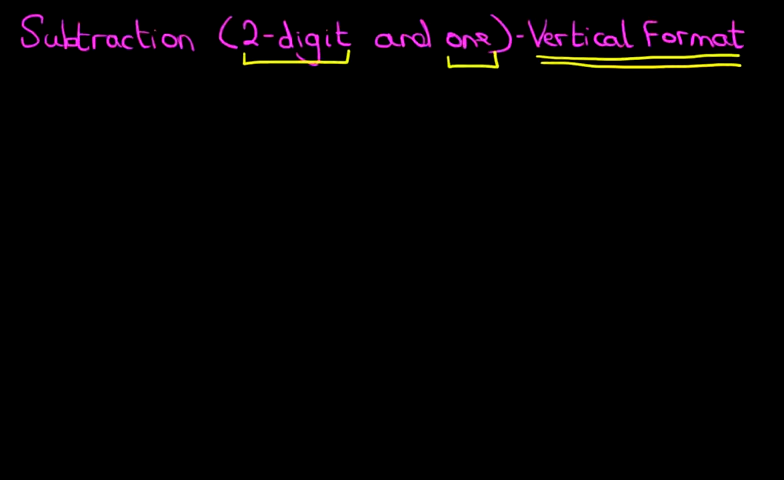 Subtraction (2-digit and one)-Vertical Format